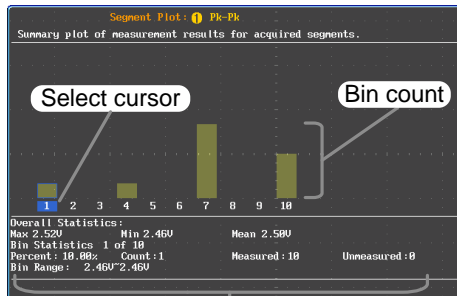 Segment Plot: 1 Pk-Pk
Summary plot of measurement results for acquired segments.
Select cursor
Bin count
1 2 3 4 5 6 7 8 9 10
Overall Statistics:
Max 2.52V Min 2.46V Mean 2.50V
Bin Statistics 1 of 10
Percent: 10.00% Count:1 Measured:10 Unmeasured:0
Bin Range: 2.46V~2.46V